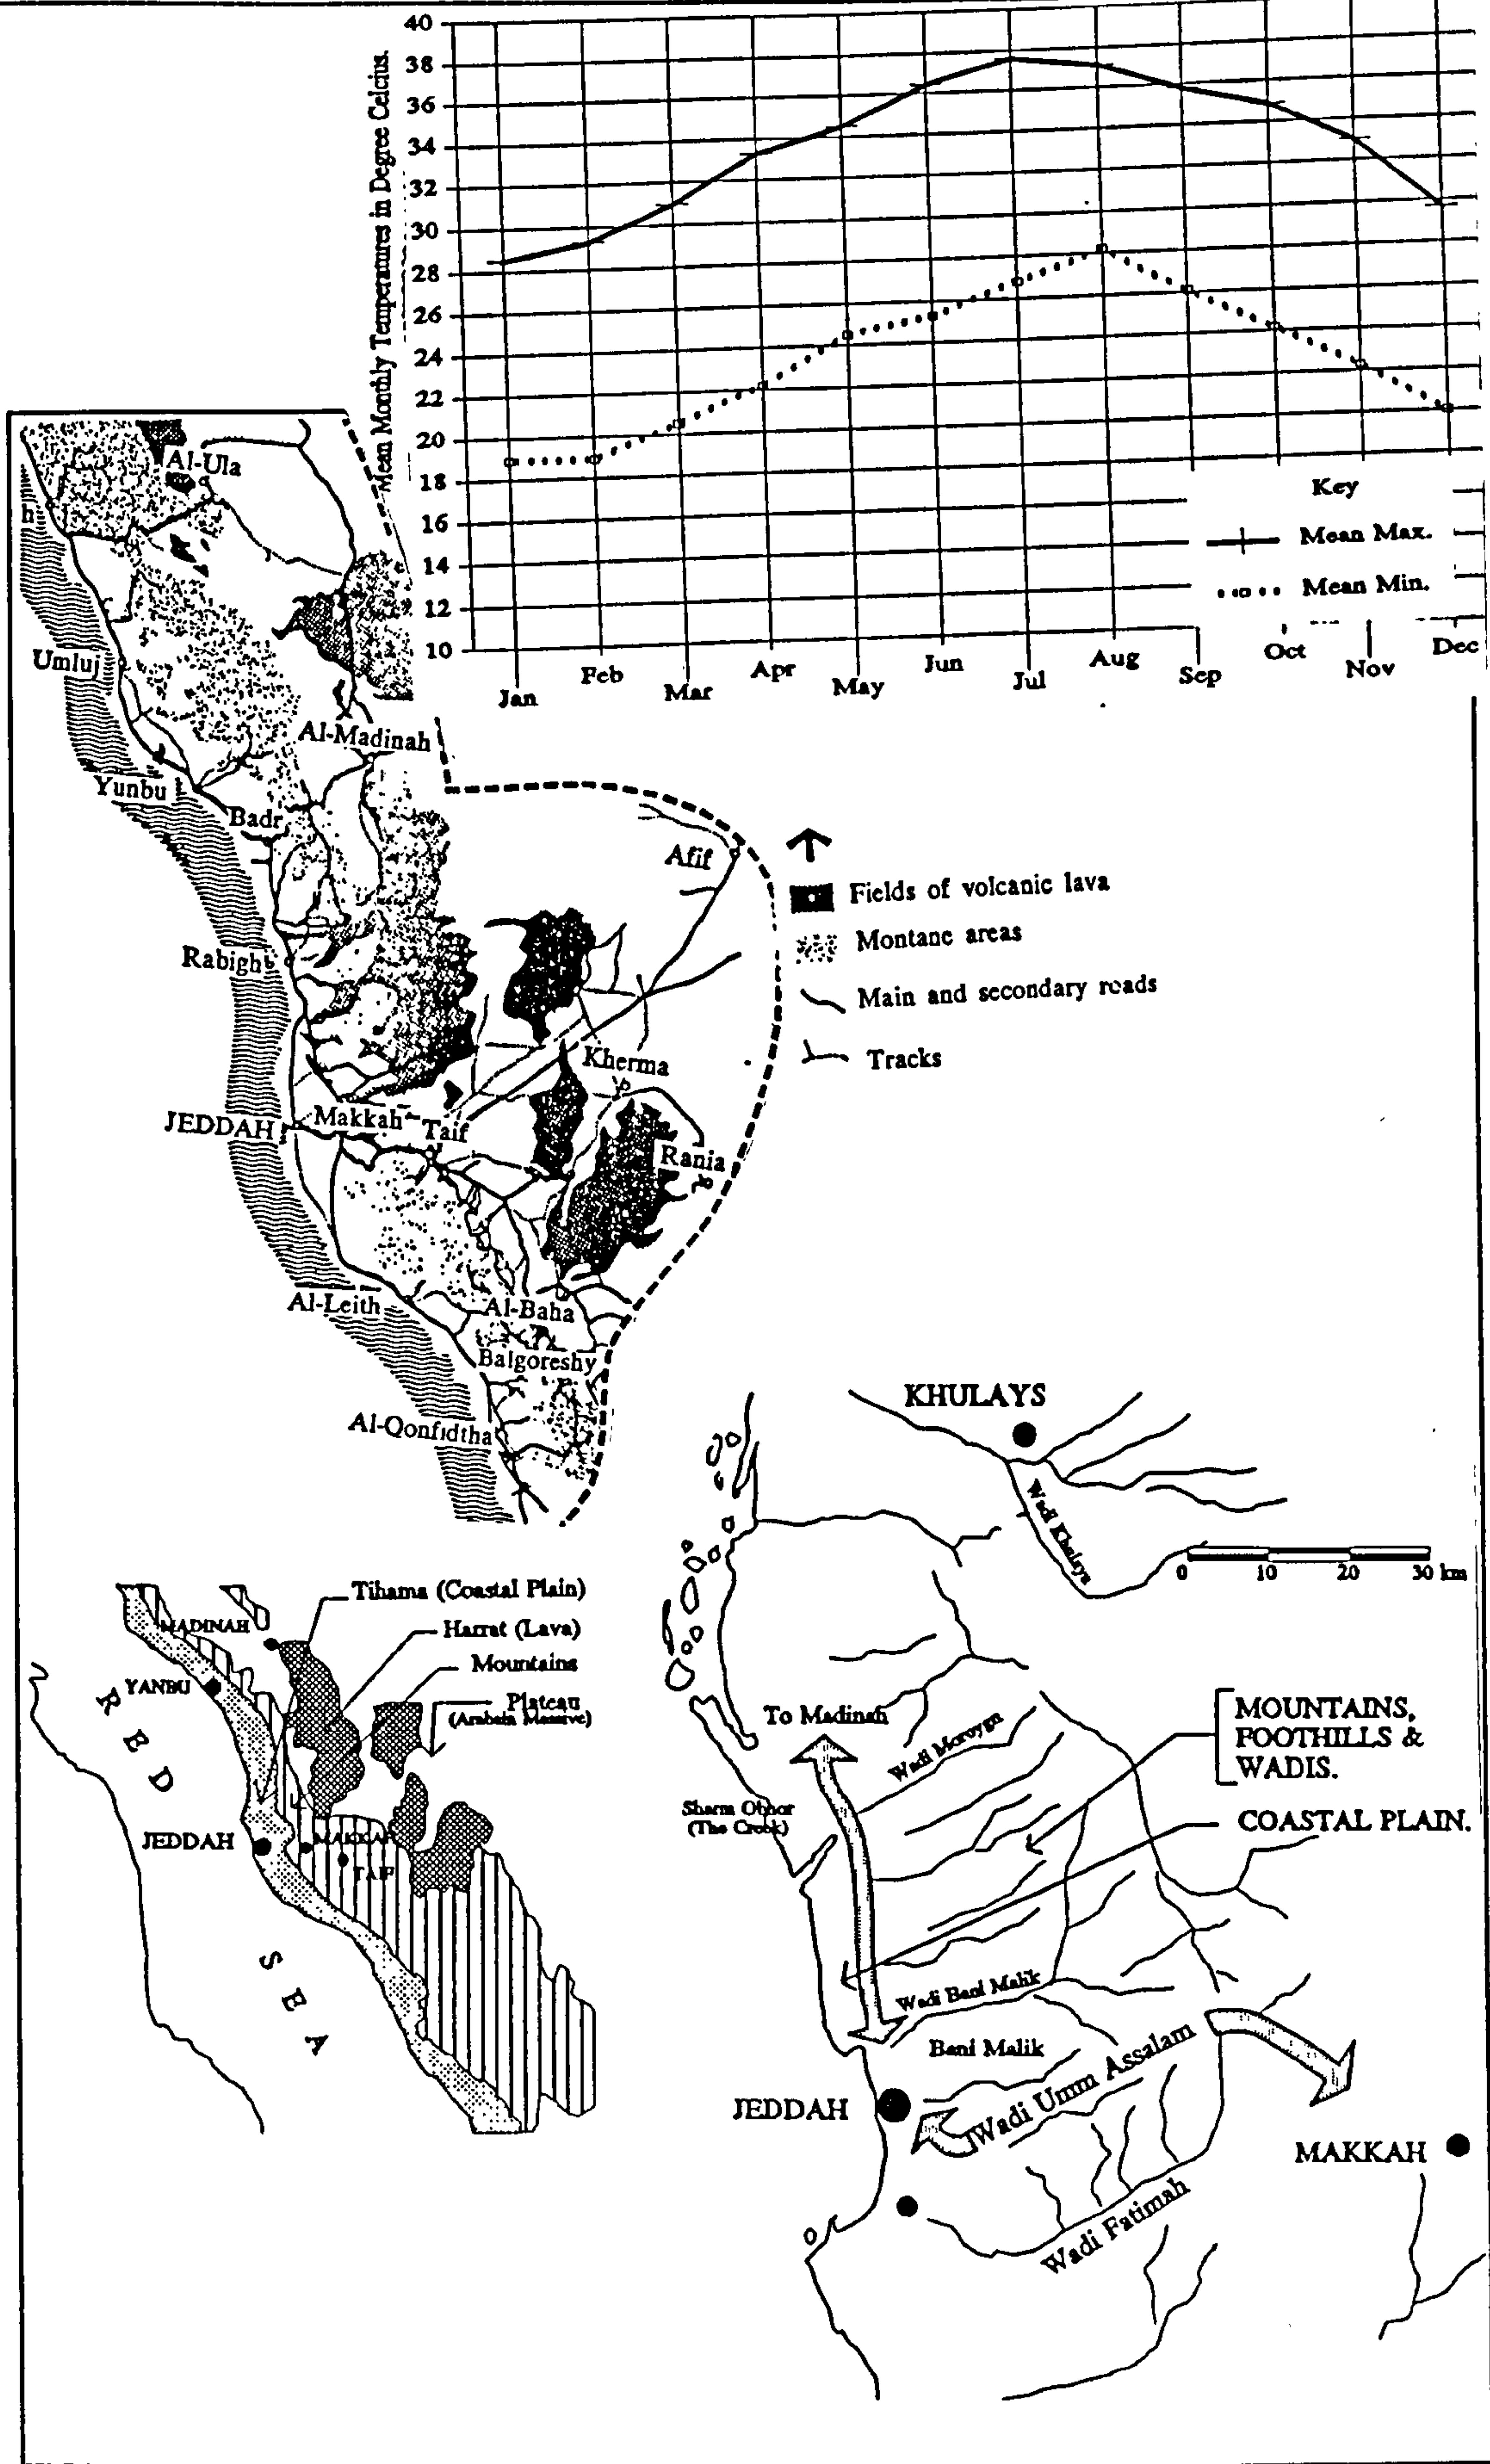 Mean Monthly Temperatures in Degree Celcius.
40
38
36
34
32
30
28
26
24
22
20
18
16
14
12
10
Jan
Feb
Mar
Apr
May
Jun
Jul
Aug
Sep
Oct
Nov
Dec
Key
Mean Max.
Mean Min.
Al-Ula
Umluj
Al-Madinah
Yunbu
Badr
Afif
Rabigh
Kherma
JEDDAH
Makkah
Taif
Rania
Al-Leith
Al-Baha
Balgoreshy
Al-Qonfidtha
Fields of volcanic lava
Montane areas
Main and secondary roads
Tracks
Tihama (Coastal Plain)
Harrat (Lava)
Mountains
Plateau
MADINAH
YANBU
JEDDAH
MAKKAH
TAIF
RED SEA
KHULAYS
Wadi Khulays
0 10 20 30 km
To Madinah
Wadi Moroygn
MOUNTAINS,
FOOTHILLS &
WADIS.
Sharm Obhor
(The Creek)
COASTAL PLAIN.
Wadi Bani Malik
Bani Malik
Wadi Umm Assalam
JEDDAH
MAKKAH
Wadi Fatimah